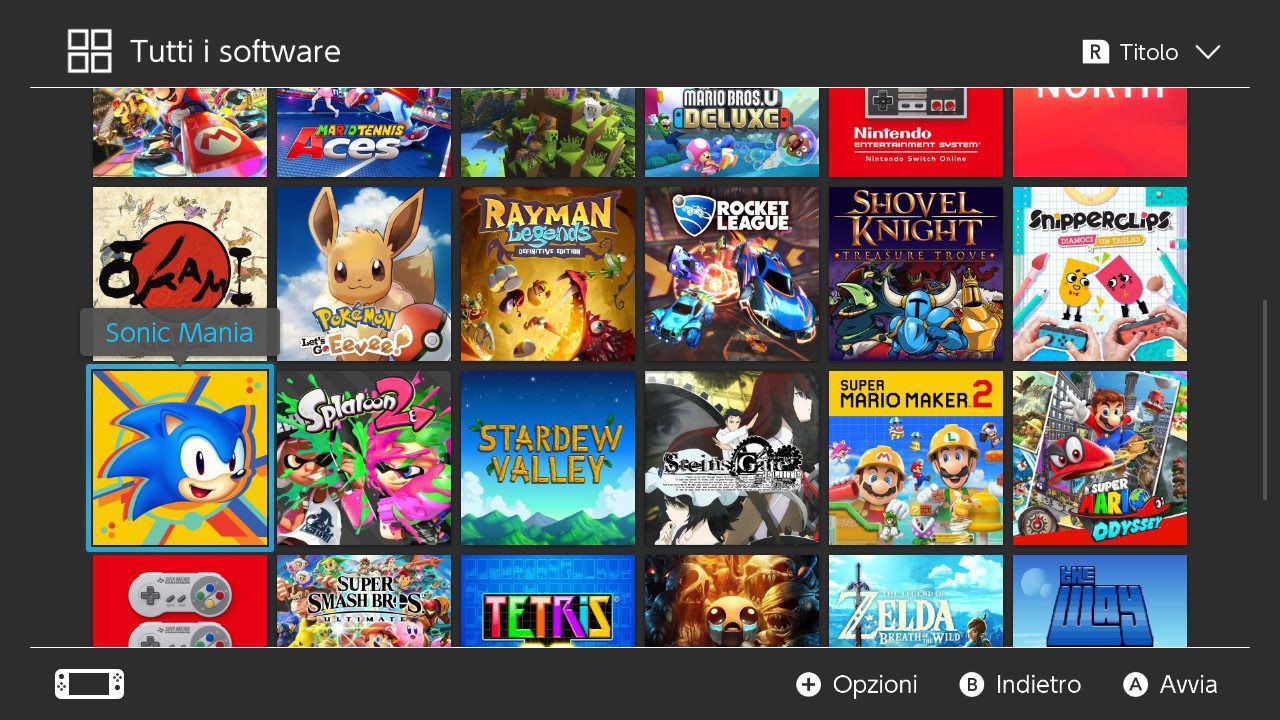 Tutti i software
R Titolo
MARIO TENNIS
Aces
MARIO BROS.U
DELUXE
Nintendo
ENTERTAINMENT SYSTEM™
Nintendo Switch Online
NORTH
OKAMI
POKÉMON
Let's Go Eevee!
RAYMAN
Legends
DEFINITIVE EDITION
ROCKET
LEAGUE
SHOVEL
KNIGHT
TREASURE TROVE
SNIPPERCLIPS
DIAMOCI UN TAGLIO!
Sonic Mania
Splatoon 2
STARDEW
VALLEY
Steins;Gate
SUPER
MARIO MAKER 2
SUPER
MARIO
ODYSSEY
SUPER
SMASH BROS.
ULTIMATE
TETRIS
THE LEGEND OF
ZELDA
BREATH OF THE WILD
THE
WAY
+ Opzioni
B Indietro
A Avvia